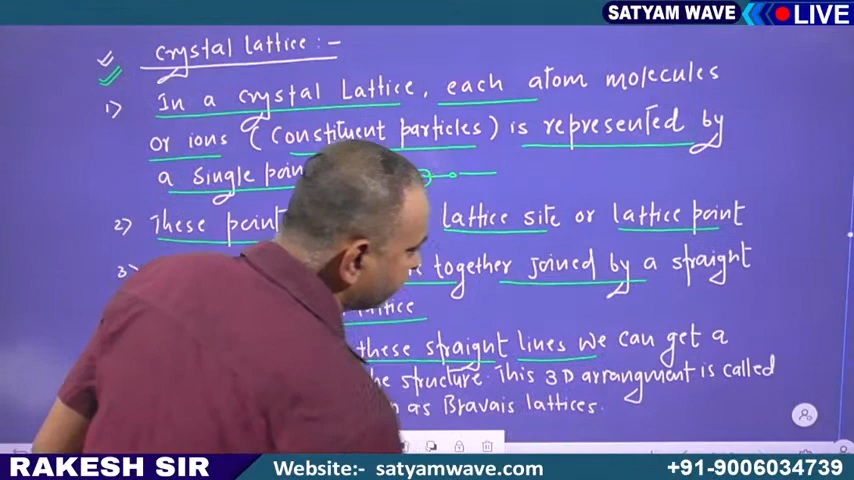 SATYAM WAVE LIVE
Crystal Lattice :-
1) In a crystal Lattice, each atom molecules
or ions (Constituent particles) is represented by
a single poin
2) These point lattice site or lattice point
3) together joined by a straight
lattice
these straight lines we can get a
he structure. This 3D arrangment is called
n as Bravais lattices.
RAKESH SIR Website:- satyamwave.com +91-9006034739